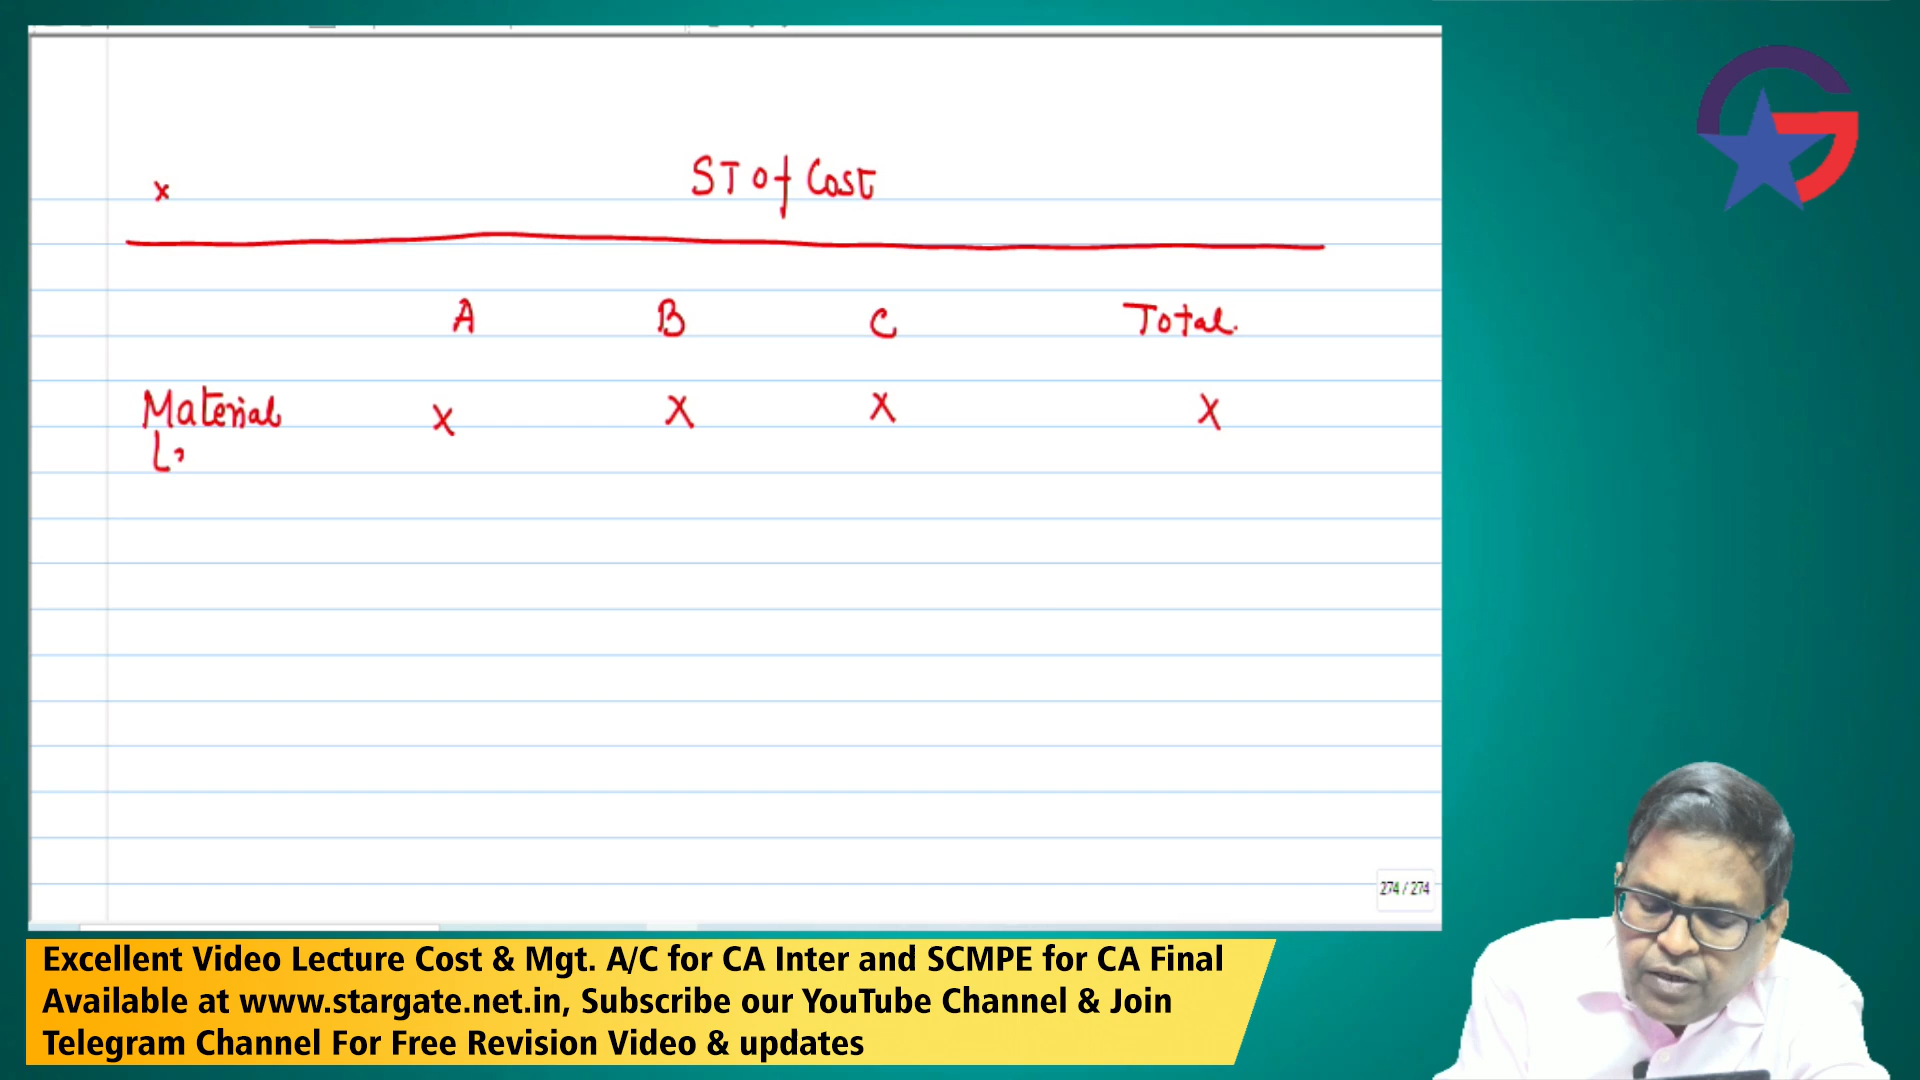 x ST of Cost
A B C Total.
Material X X X X
274 / 274
Excellent Video Lecture Cost & Mgt. A/C for CA Inter and SCMPE for CA Final
Available at www.stargate.net.in, Subscribe our YouTube Channel & Join
Telegram Channel For Free Revision Video & updates